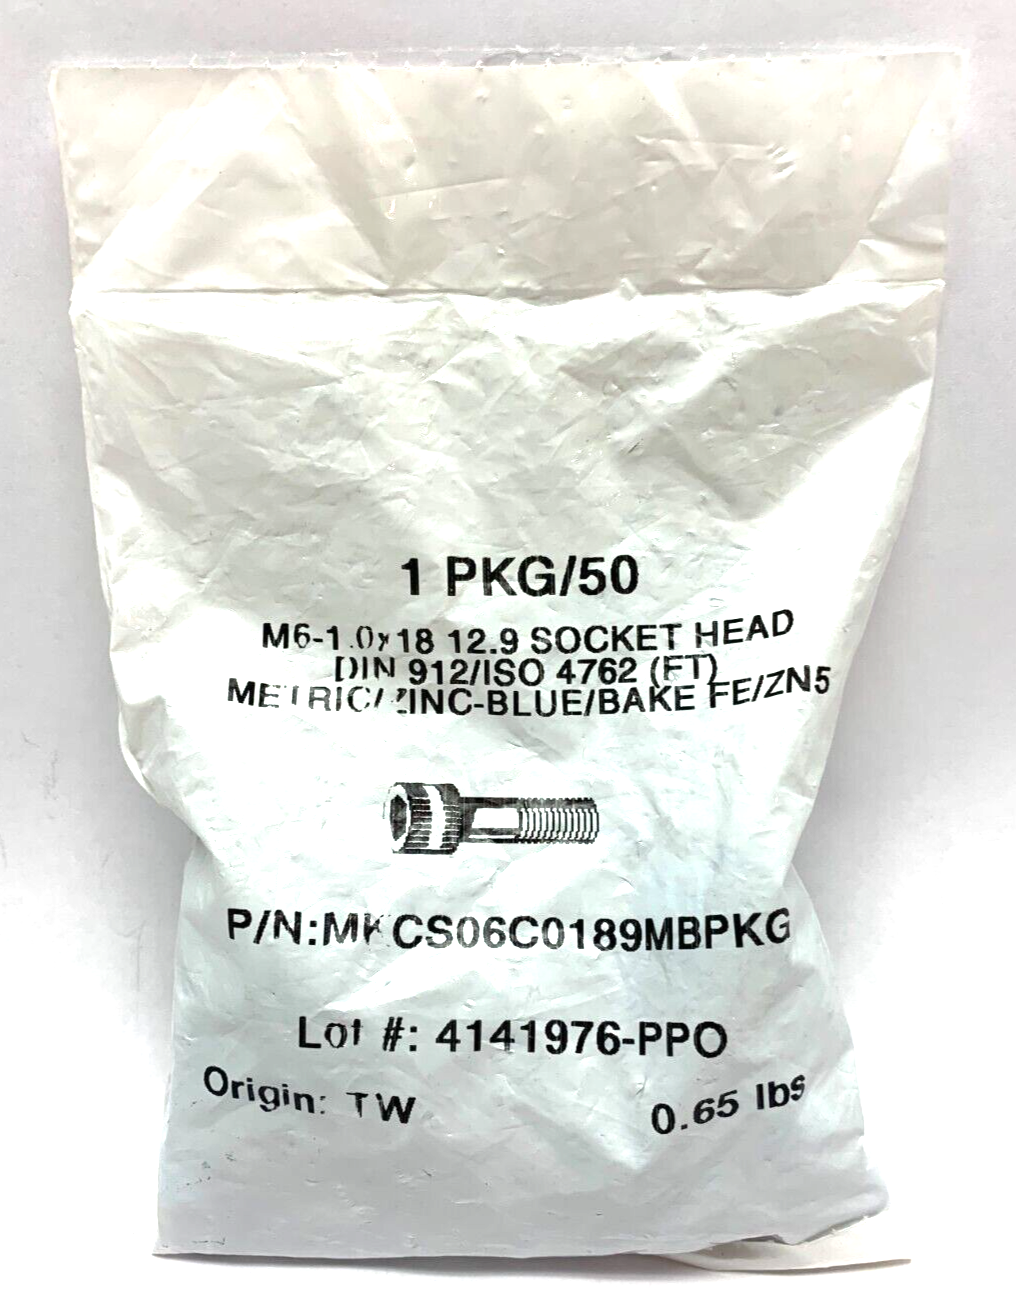 1 PKG/50
M6-1.0x18 12.9 SOCKET HEAD
DIN 912/ISO 4762 (FT)
METRIC/ZINC-BLUE/BAKE FE/ZN5
P/N:MKCS06C0189MBPKG
Lot #: 4141976-PPO
Origin: TW
0.65 lbs